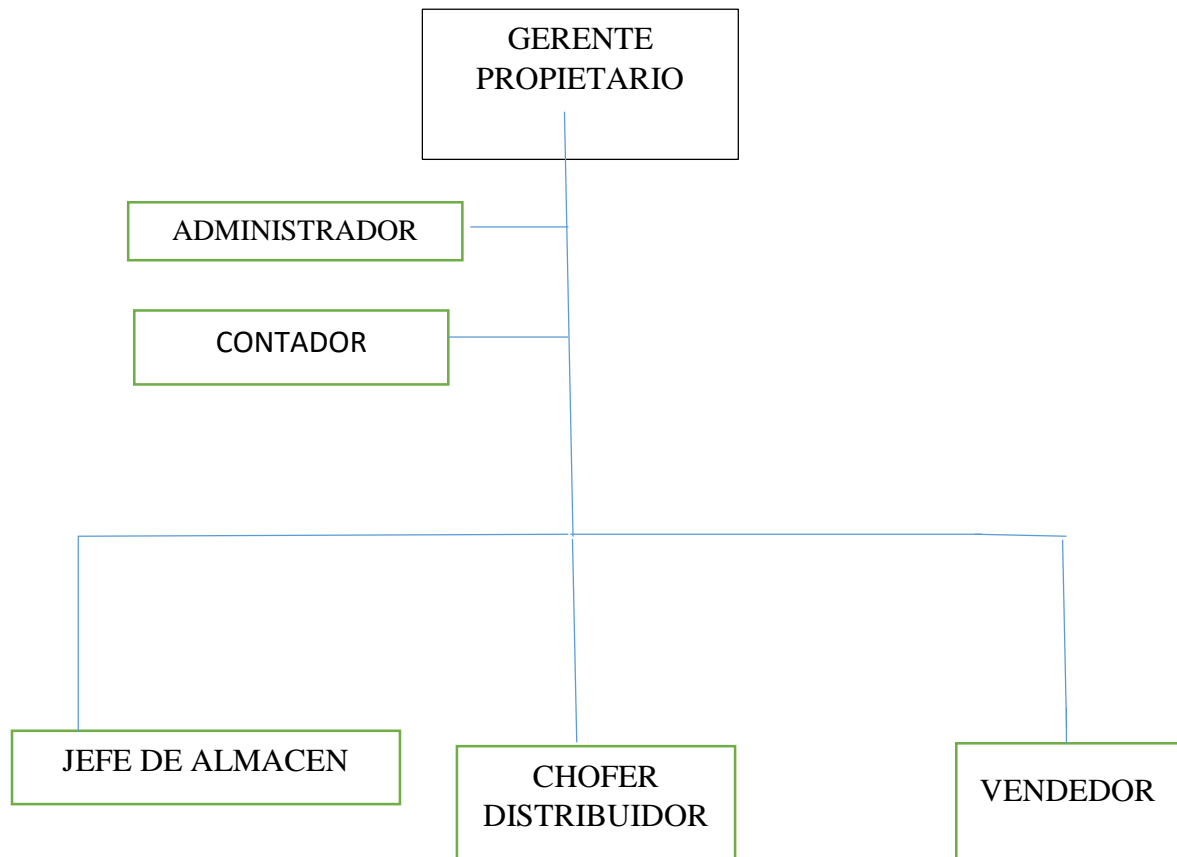 GERENTE
PROPIETARIO
ADMINISTRADOR
CONTADOR
JEFE DE ALMACEN
CHOFER
DISTRIBUIDOR
VENDEDOR